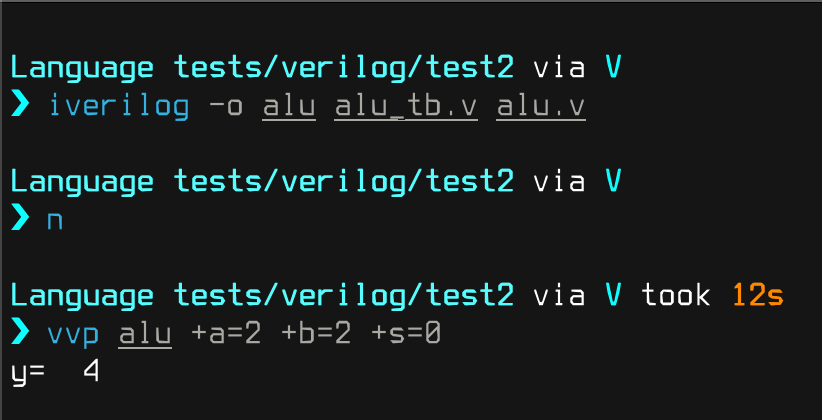 Language tests/verilog/test2 via V
❯ iverilog -o alu alu_tb.v alu.v
Language tests/verilog/test2 via V
❯ n
Language tests/verilog/test2 via V took 12s
❯ vvp alu +a=2 +b=2 +s=0
y=  4